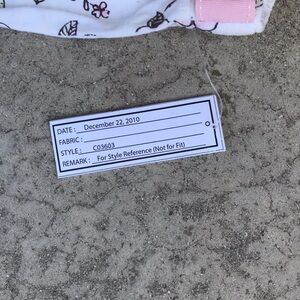 DATE : December 22, 2010
FABRIC :
STYLE : C03603
REMARK : For Style Reference (Not for Fit)